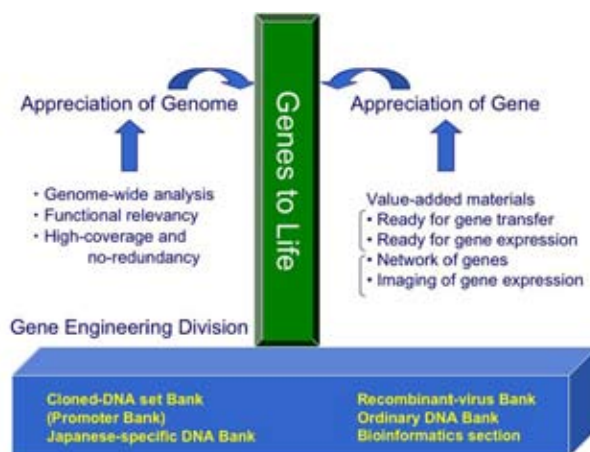 Appreciation of Genome
・Genome-wide analysis
・Functional relevancy
・High-coverage and
no-redundancy
Genes to Life
Appreciation of Gene
Value-added materials
• Ready for gene transfer
• Ready for gene expression
• Network of genes
• Imaging of gene expression
Gene Engineering Division
Cloned-DNA set Bank
(Promoter Bank)
Japanese-specific DNA Bank
Recombinant-virus Bank
Ordinary DNA Bank
Bioinformatics section